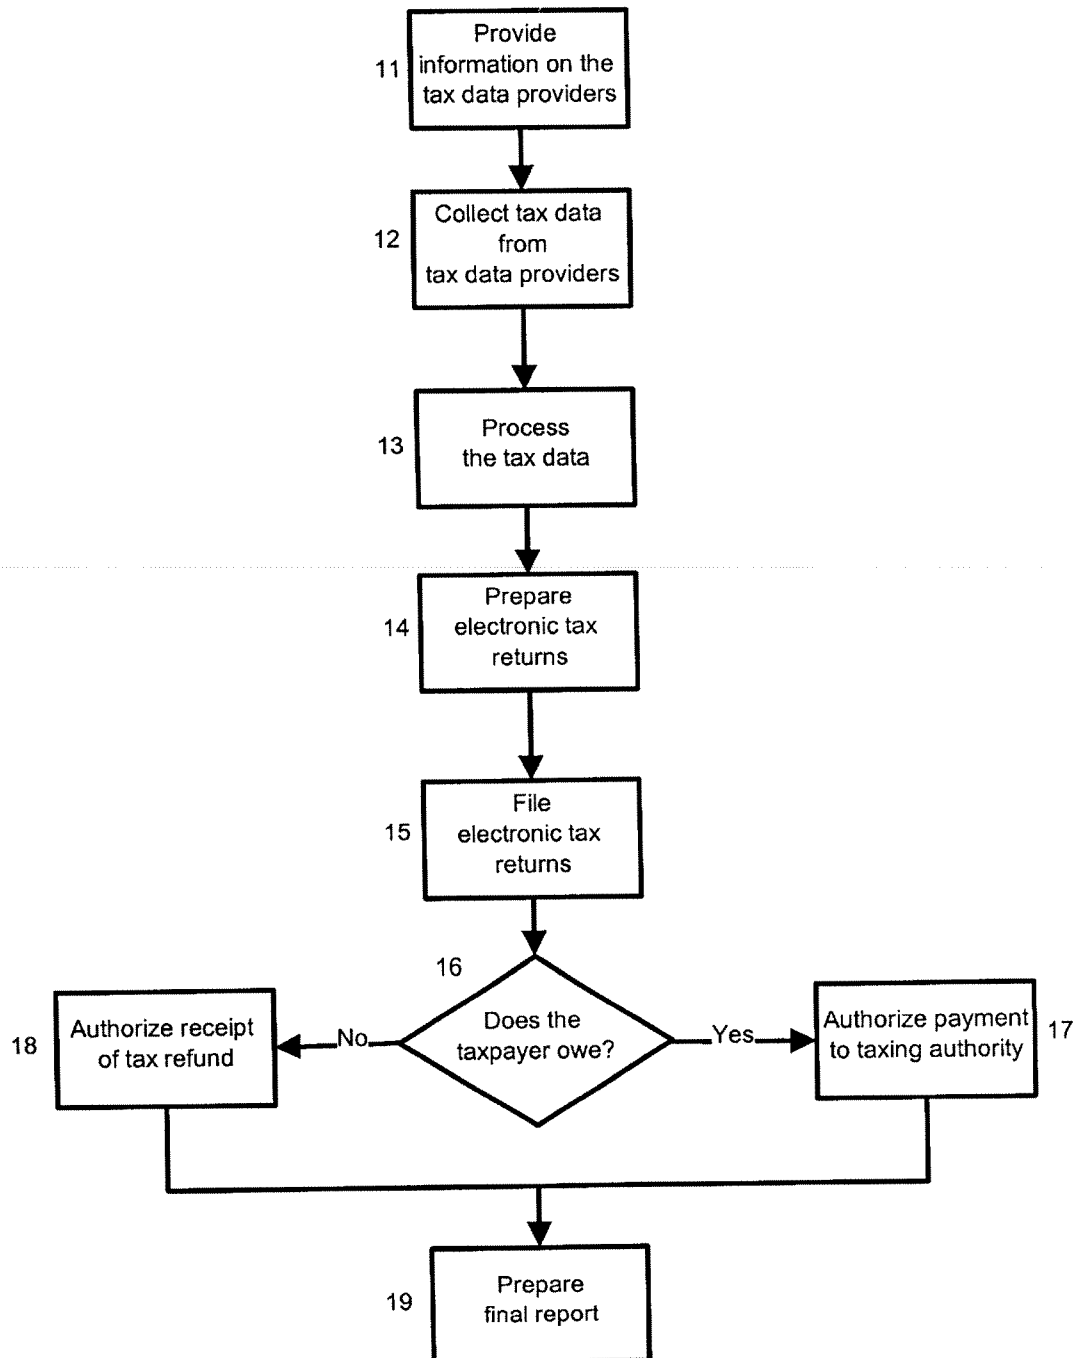 Provide
11
information on the
tax data providers
Collect tax data
12
from
tax data providers
Process
13
the tax data
Prepare
14
electronic tax
returns
File
15
electronic tax
returns
16
Does the
taxpayer owe?
No
Yes
Authorize receipt
18
of tax refund
Authorize payment
17
to taxing authority
Prepare
19
final report